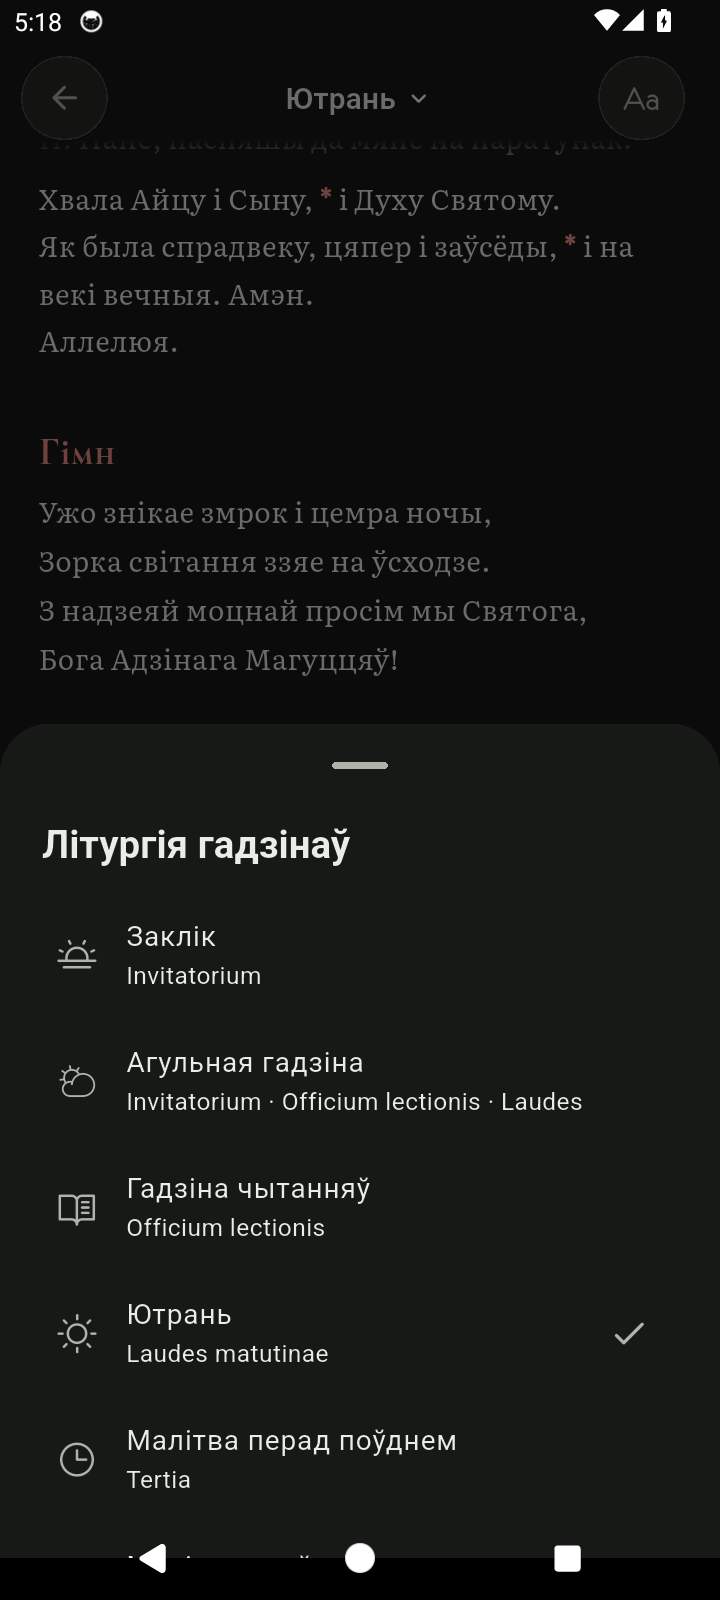 5:18
Ютрань
Aa
Хвала Айцу і Сыну, * і Духу Святому.
Як была спрадвеку, цяпер і заўсёды, * і на
векі вечныя. Амэн.
Аллелюя.
Гімн
Ужо знікае змрок і цемра ночы,
Зорка світання ззяе на ўсходзе.
З надзеяй моцнай просім мы Святога,
Бога Адзінага Магуццяў!
Літургія гадзінаў
Заклік
Invitatorium
Агульная гадзіна
Invitatorium · Officium lectionis · Laudes
Гадзіна чытанняў
Officium lectionis
Ютрань
Laudes matutinae
Малітва перад поўднем
Tertia